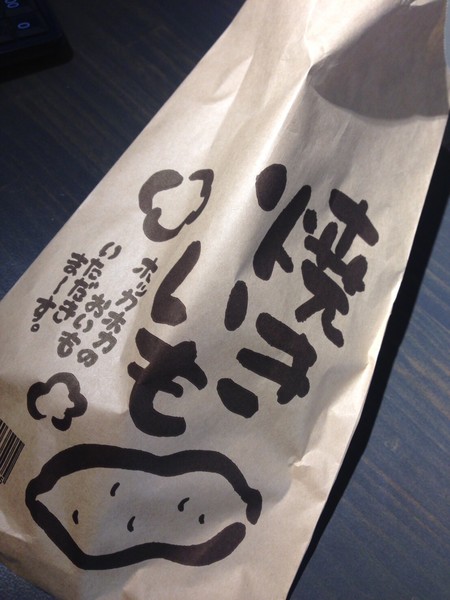 焼き
いも
ホッカホカの
おいも
いただき
まーす。